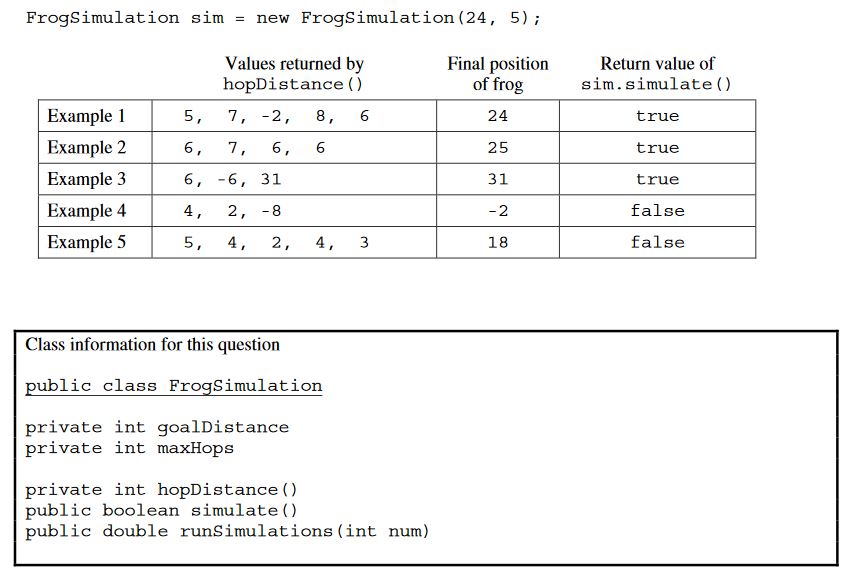 FrogSimulation sim = new FrogSimulation(24, 5);
Values returned by Final position Return value of
hopDistance() of frog sim.simulate()
Example 1 5, 7, -2, 8, 6 24 true
Example 2 6, 7, 6, 6 25 true
Example 3 6, -6, 31 31 true
Example 4 4, 2, -8 -2 false
Example 5 5, 4, 2, 4, 3 18 false
Class information for this question
public class FrogSimulation
private int goalDistance
private int maxHops
private int hopDistance()
public boolean simulate()
public double runSimulations(int num)